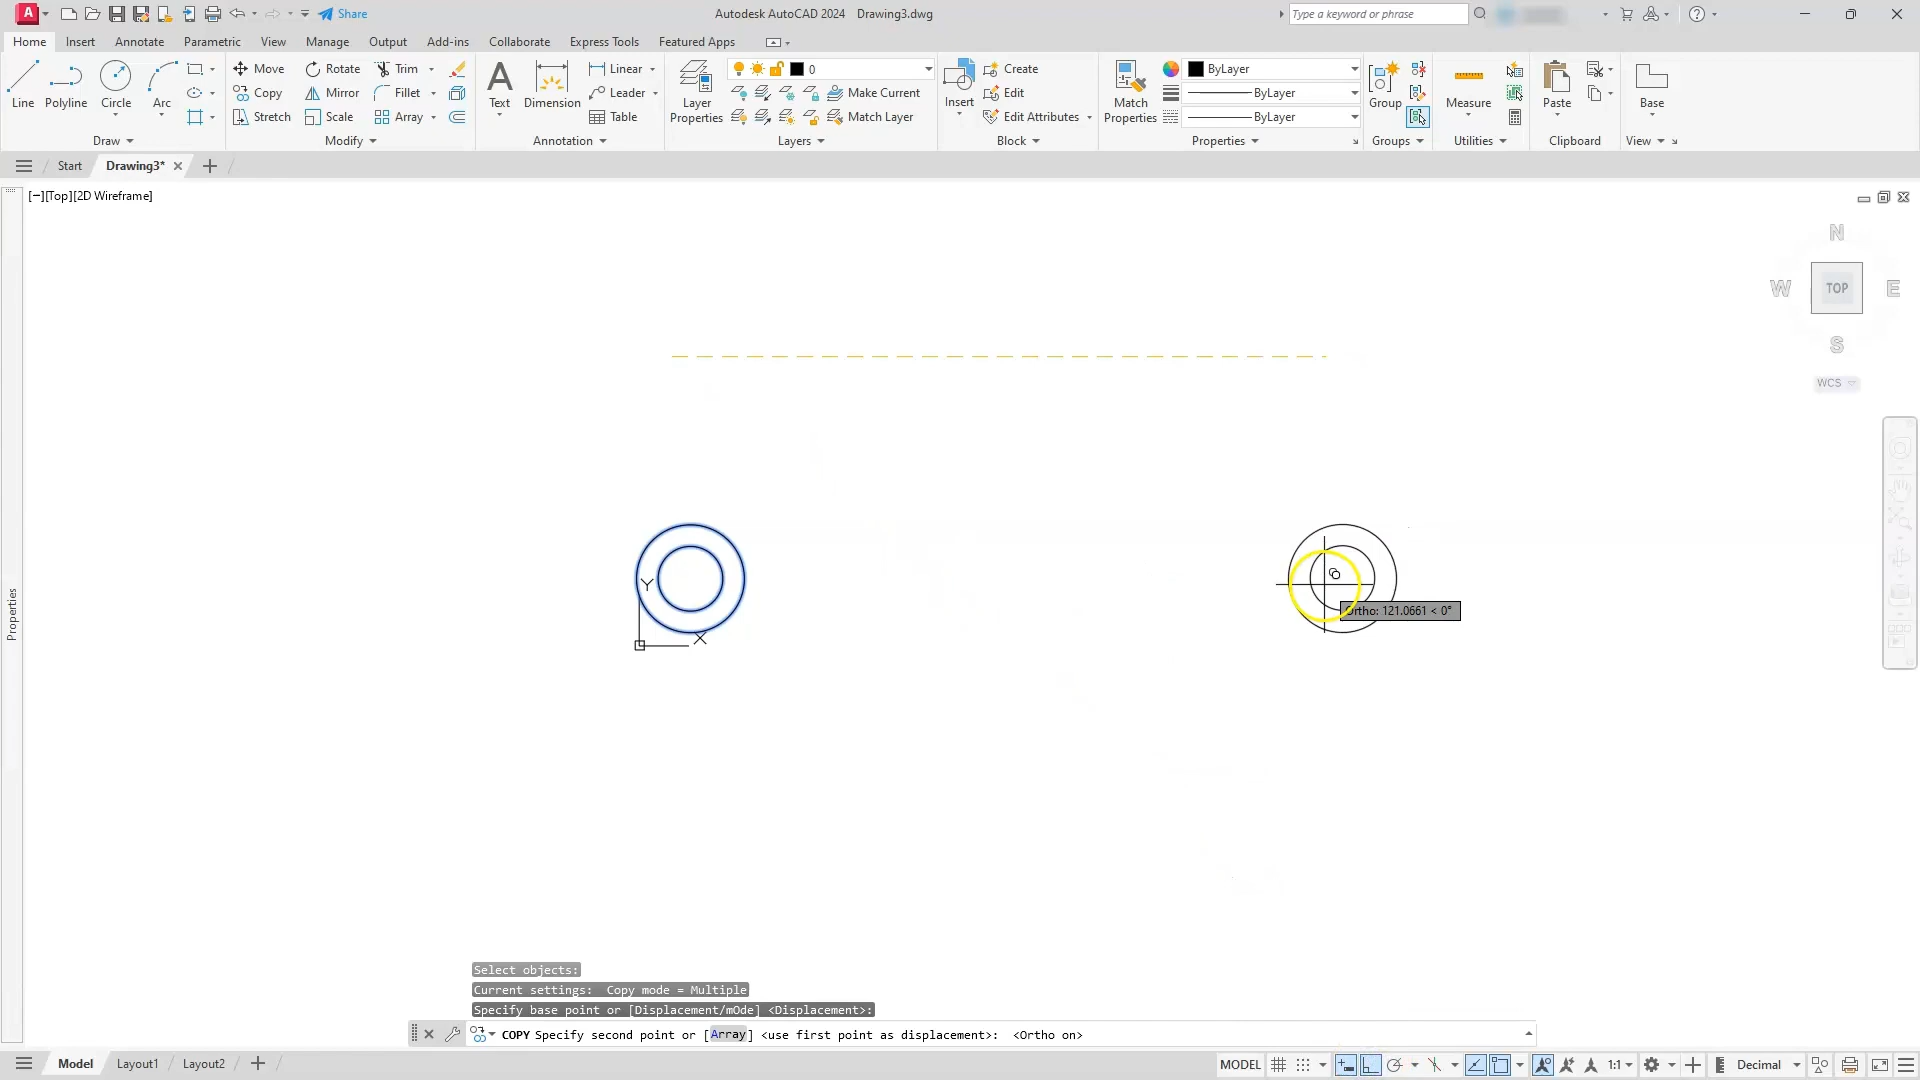 A Share Autodesk AutoCAD 2024 Drawing3.dwg Type a keyword or phrase
Home Insert Annotate Parametric View Manage Output Add-ins Collaborate Express Tools Featured Apps
Line Polyline Circle Arc
Move Rotate Trim
Copy Mirror Fillet
Stretch Scale Array
Text Dimension
Linear
Leader
Table
Layer Properties
0
Make Current
Match Layer
Insert
Create
Edit
Edit Attributes
Match Properties
ByLayer
ByLayer
ByLayer
Group
Measure
Paste
Base
Draw Modify Annotation Layers Block Properties Groups Utilities Clipboard View
Start Drawing3*
[−][Top][2D Wireframe]
N
W TOP E
S
WCS
Properties
Y
X
Ortho: 121.0661 < 0°
Select objects:
Current settings: Copy mode = Multiple
Specify base point or [Displacement/mOde] <Displacement>:
COPY Specify second point or [Array] <use first point as displacement>: <Ortho on>
Model Layout1 Layout2 MODEL 1:1 Decimal